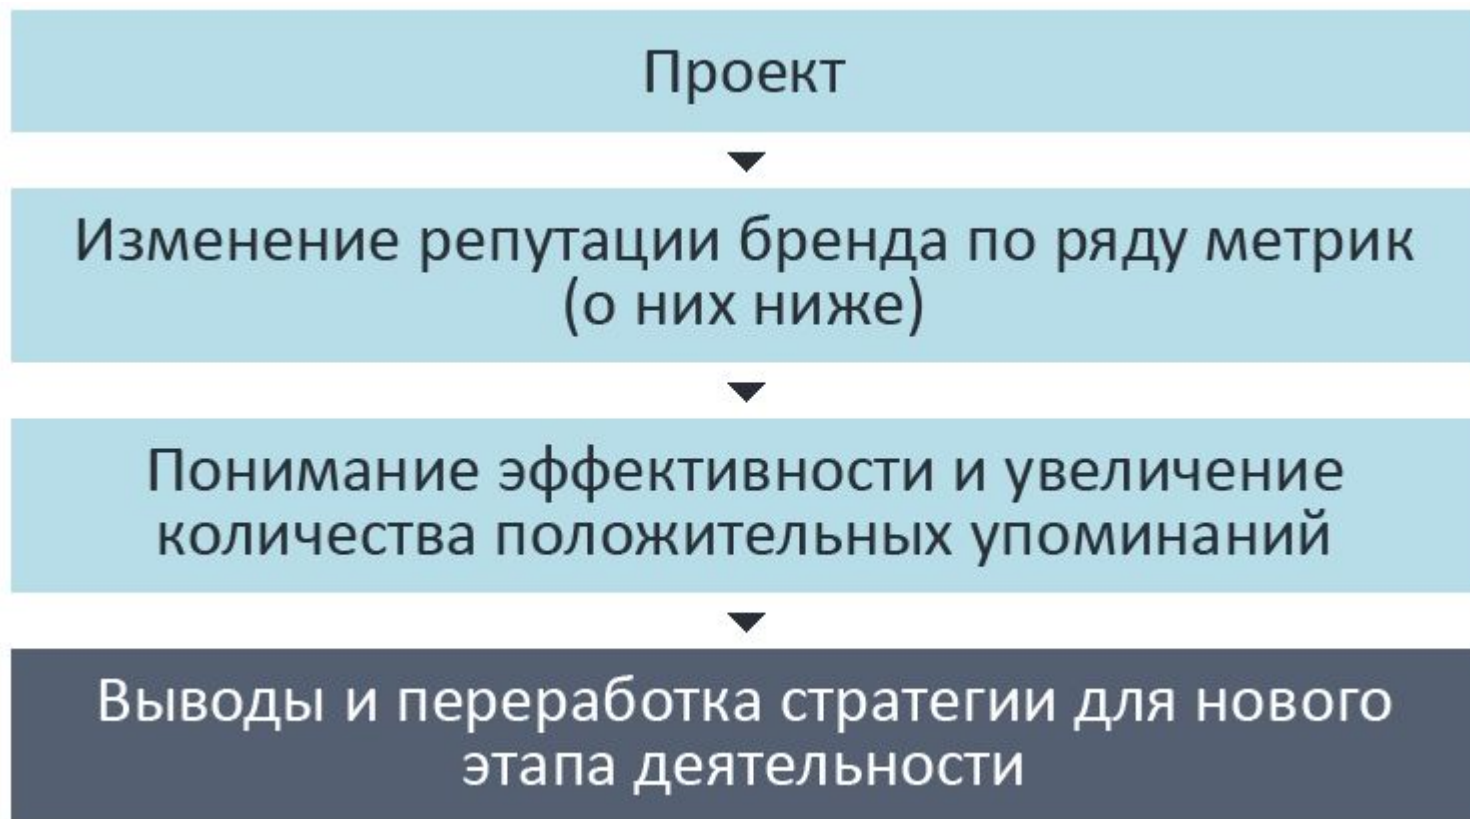 Проект
Изменение репутации бренда по ряду метрик
(о них ниже)
Понимание эффективности и увеличение
количества положительных упоминаний
Выводы и переработка стратегии для нового
этапа деятельности